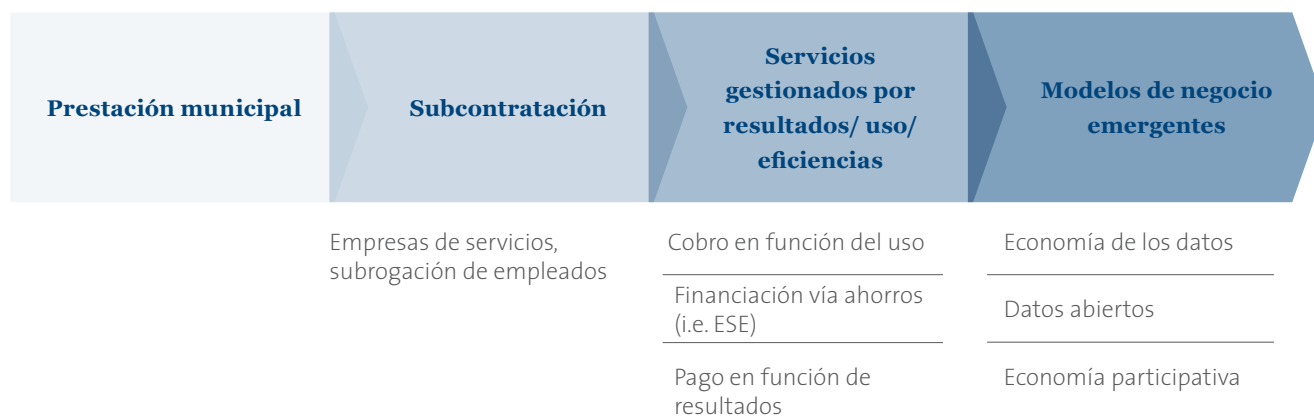 Prestación municipal
Subcontratación
Servicios
gestionados por
resultados/ uso/
eficiencias
Modelos de negocio
emergentes
Empresas de servicios,
subrogación de empleados
Cobro en función del uso
Financiación vía ahorros
(i.e. ESE)
Pago en función de
resultados
Economía de los datos
Datos abiertos
Economía participativa